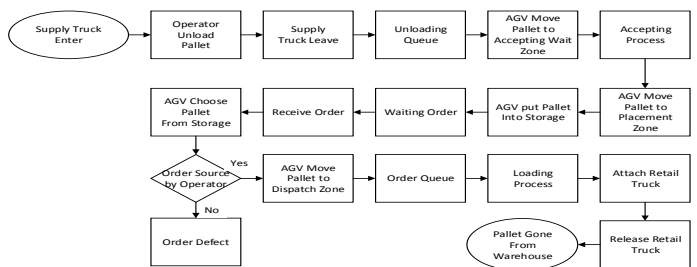 Supply Truck
Enter
Operator
Unload
Pallet
Supply
Truck Leave
Unloading
Queue
AGV Move
Pallet to
Accepting Wait
Zone
Accepting
Process
AGV Choose
Pallet
From Storage
Receive Order
Waiting Order
AGV put Pallet
Into Storage
AGV Move
Pallet to
Placement
Zone
Order Source
by Operator
Yes
No
AGV Move
Pallet to
Dispatch Zone
Order Queue
Loading
Process
Attach Retail
Truck
Order Defect
Pallet Gone
From
Warehouse
Release Retail
Truck